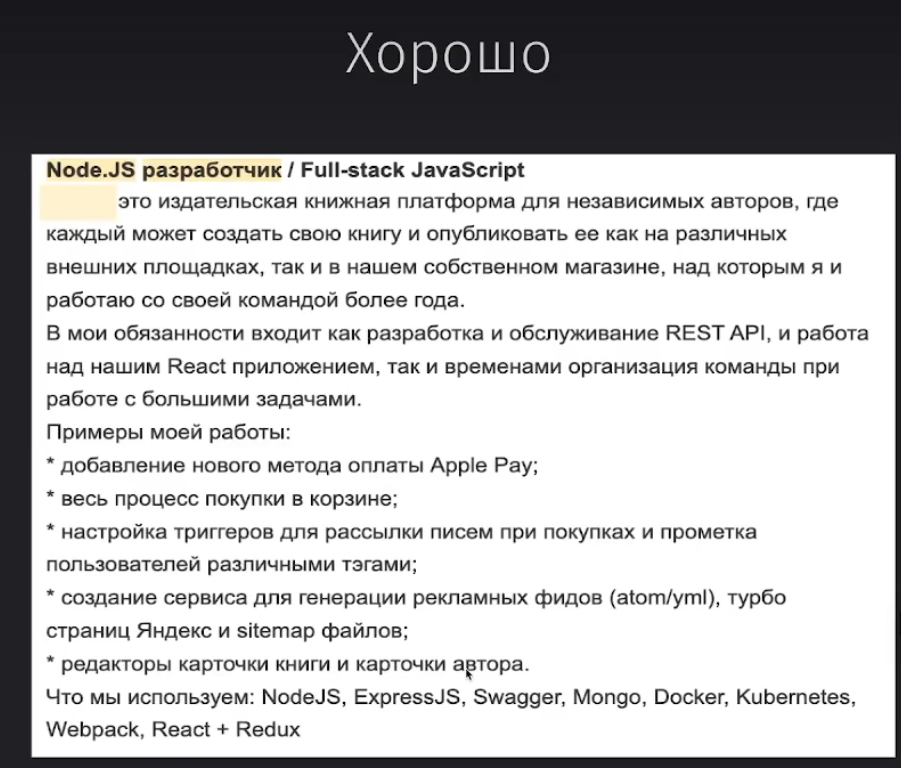 Хорошо
Node.JS разработчик / Full-stack JavaScript
это издательская книжная платформа для независимых авторов, где
каждый может создать свою книгу и опубликовать ее как на различных
внешних площадках, так и в нашем собственном магазине, над которым я и
работаю со своей командой более года.
В мои обязанности входит как разработка и обслуживание REST API, и работа
над нашим React приложением, так и временами организация команды при
работе с большими задачами.
Примеры моей работы:
* добавление нового метода оплаты Apple Pay;
* весь процесс покупки в корзине;
* настройка триггеров для рассылки писем при покупках и прометка
пользователей различными тэгами;
* создание сервиса для генерации рекламных фидов (atom/yml), турбо
страниц Яндекс и sitemap файлов;
* редакторы карточки книги и карточки автора.
Что мы используем: NodeJS, ExpressJS, Swagger, Mongo, Docker, Kubernetes,
Webpack, React + Redux